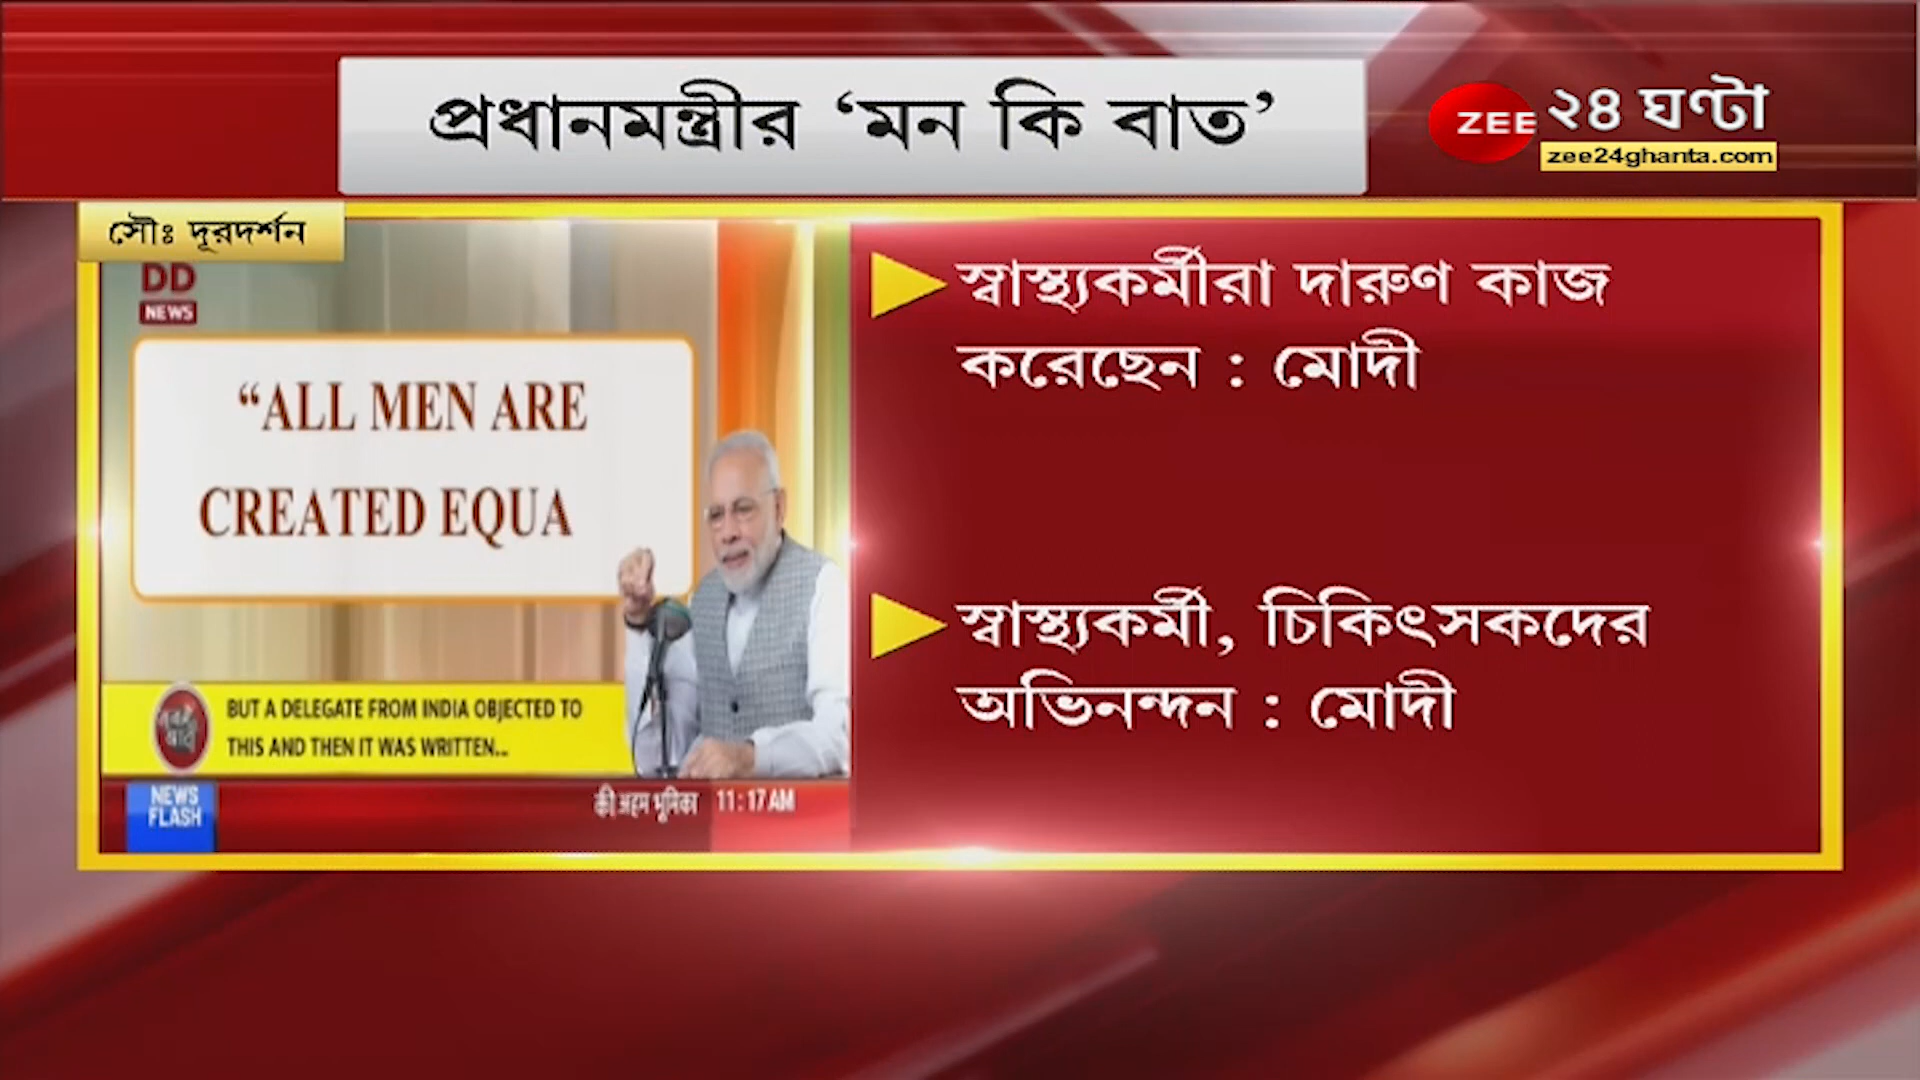 প্রধানমন্ত্রীর ‘মন কি বাত’
ZEE ২৪ ঘণ্টা
zee24ghanta.com
সৌঃ দূরদর্শন
DD
NEWS
“ALL MEN ARE
CREATED EQUA
BUT A DELEGATE FROM INDIA OBJECTED TO
THIS AND THEN IT WAS WRITTEN...
NEWS
FLASH
की अहम भूमिका 11:17 AM
স্বাস্থ্যকর্মীরা দারুণ কাজ
করেছেন : মোদী
স্বাস্থ্যকর্মী, চিকিৎসকদের
অভিনন্দন : মোদী